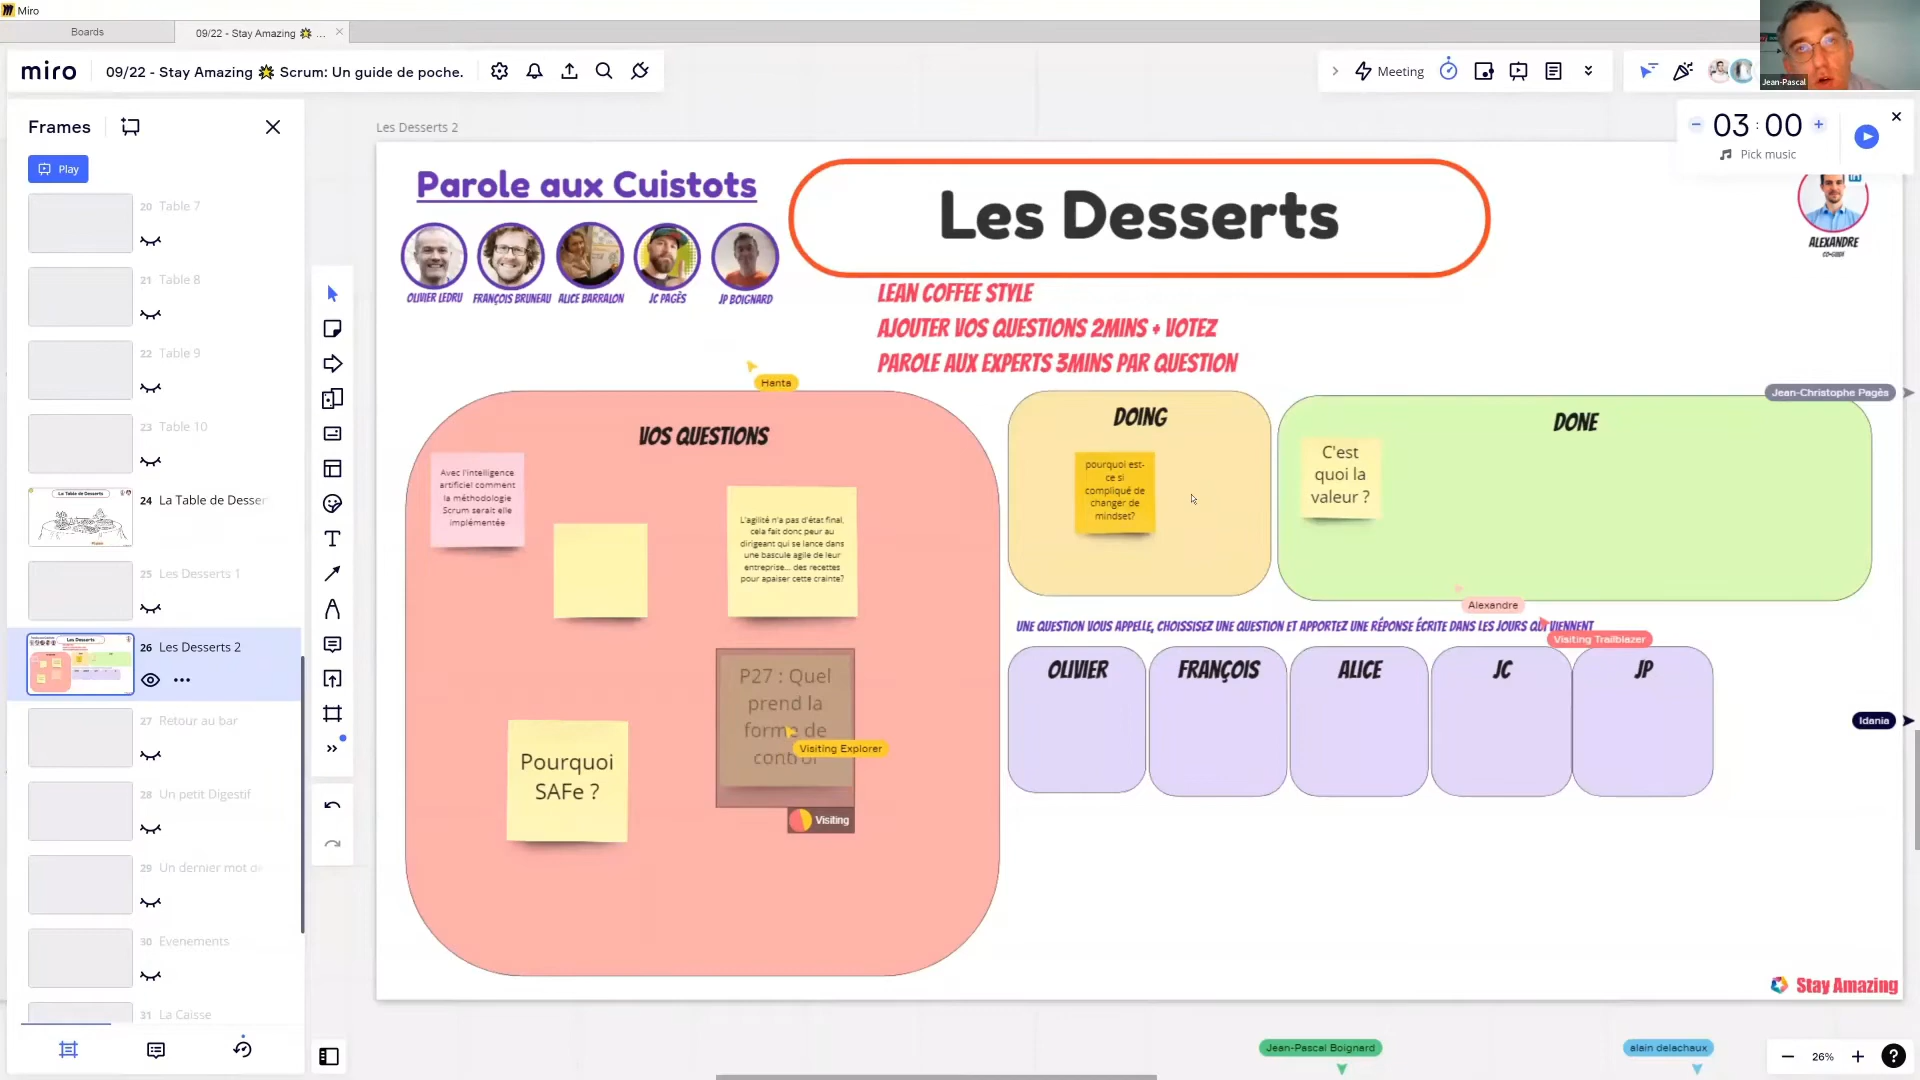 Miro
Boards
09/22 - Stay Amazing 🌟 ...
miro
09/22 - Stay Amazing 🌟 Scrum: Un guide de poche.
Meeting
Jean-Pascal
03 : 00
Pick music
Frames
Play
20 Table 7
21 Table 8
22 Table 9
23 Table 10
24 La Table de Desser
25 Les Desserts 1
26 Les Desserts 2
27 Retour au bar
28 Un petit Digestif
29 Un dernier mot de
30 Evenements
31 La Caisse
Les Desserts 2
Parole aux Cuistots
OLIVIER LEDRU
FRANÇOIS BRUNEAU
ALICE BARRALON
JC PAGÈS
JP BOIGNARD
Les Desserts
ALEXANDRE
CO-GUIDE
LEAN COFFEE STYLE
AJOUTER VOS QUESTIONS 2MINS + VOTEZ
PAROLE AUX EXPERTS 3MINS PAR QUESTION
Hanta
Jean-Christophe Pagès
VOS QUESTIONS
Avec l'intelligence
artificiel comment
la méthodologie
Scrum serait elle
implémentée
L'agilité n'a pas d'état final,
cela fait donc peur au
dirigeant qui se lance dans
une bascule agile de leur
entreprise... des recettes
pour apaiser cette crainte?
Pourquoi
SAFe ?
P27 : Quel
prend la
forme de
control
Visiting Explorer
Visiting
DOING
pourquoi est-
ce si
compliqué de
changer de
mindset?
DONE
C'est
quoi la
valeur ?
Alexandre
UNE QUESTION VOUS APPELLE, CHOISSISEZ UNE QUESTION ET APPORTEZ UNE RÉPONSE ÉCRITE DANS LES JOURS QUI VIENNENT
Visiting Trailblazer
OLIVIER
FRANÇOIS
ALICE
JC
JP
Idania
Stay Amazing
Jean-Pascal Boignard
alain delachaux
26%